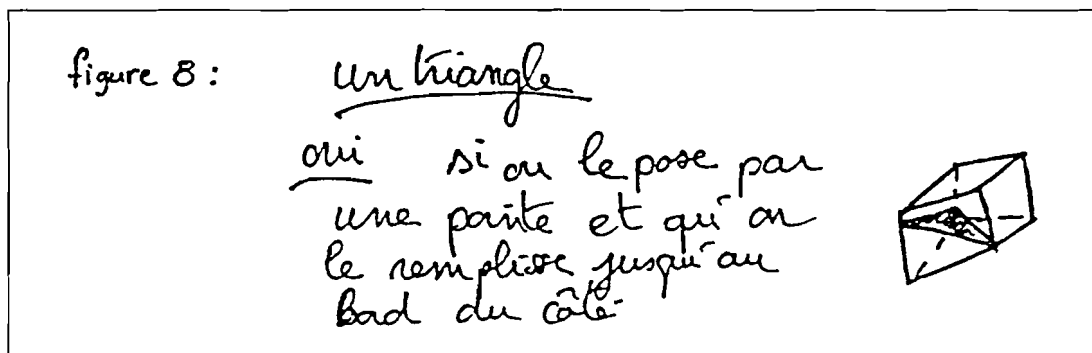 figure 8 : un triangle
oui si on le pose par
une pointe et qu'on
le remplisse jusqu'au
bord du côté